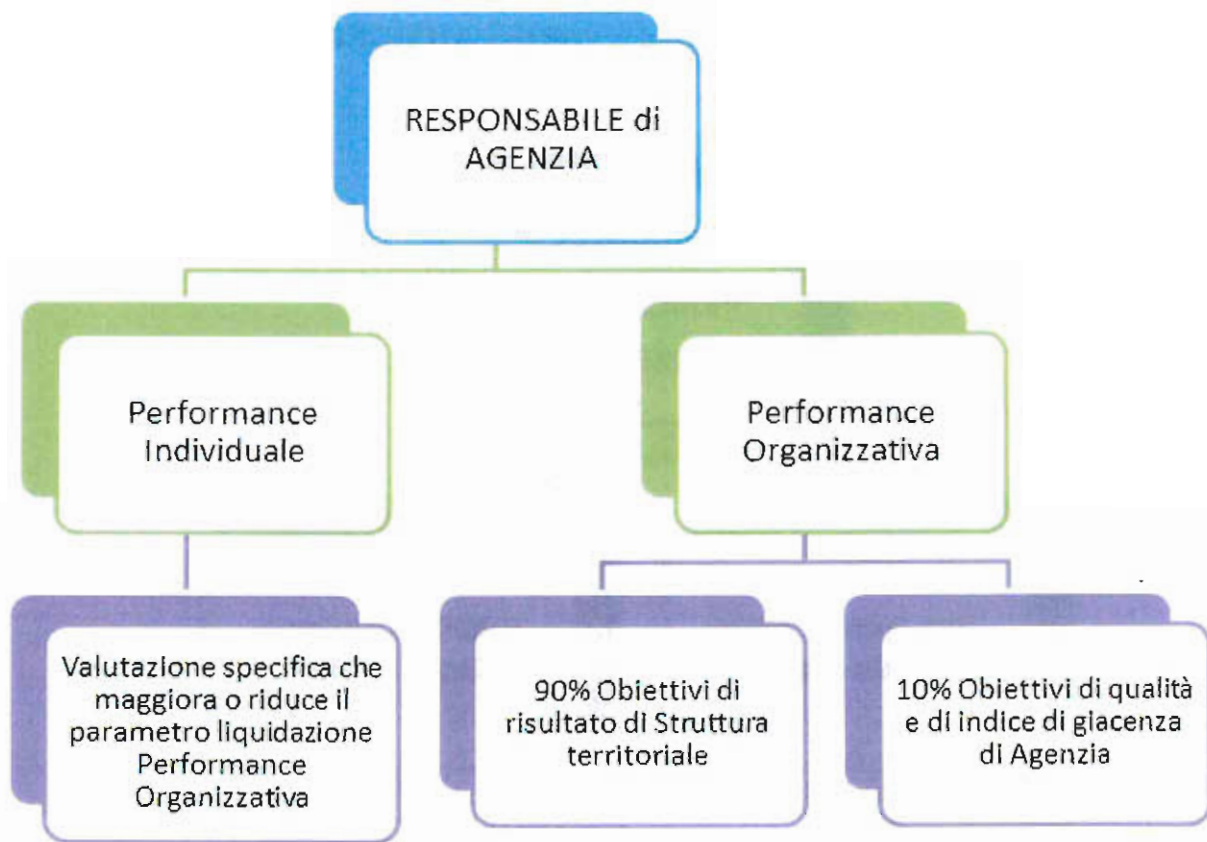 RESPONSABILE di
AGENZIA
Performance
Individuale
Performance
Organizzativa
Valutazione specifica che
maggiora o riduce il
parametro liquidazione
Performance
Organizzativa
90% Obiettivi di
risultato di Struttura
territoriale
10% Obiettivi di qualità
e di indice di giacenza
di Agenzia